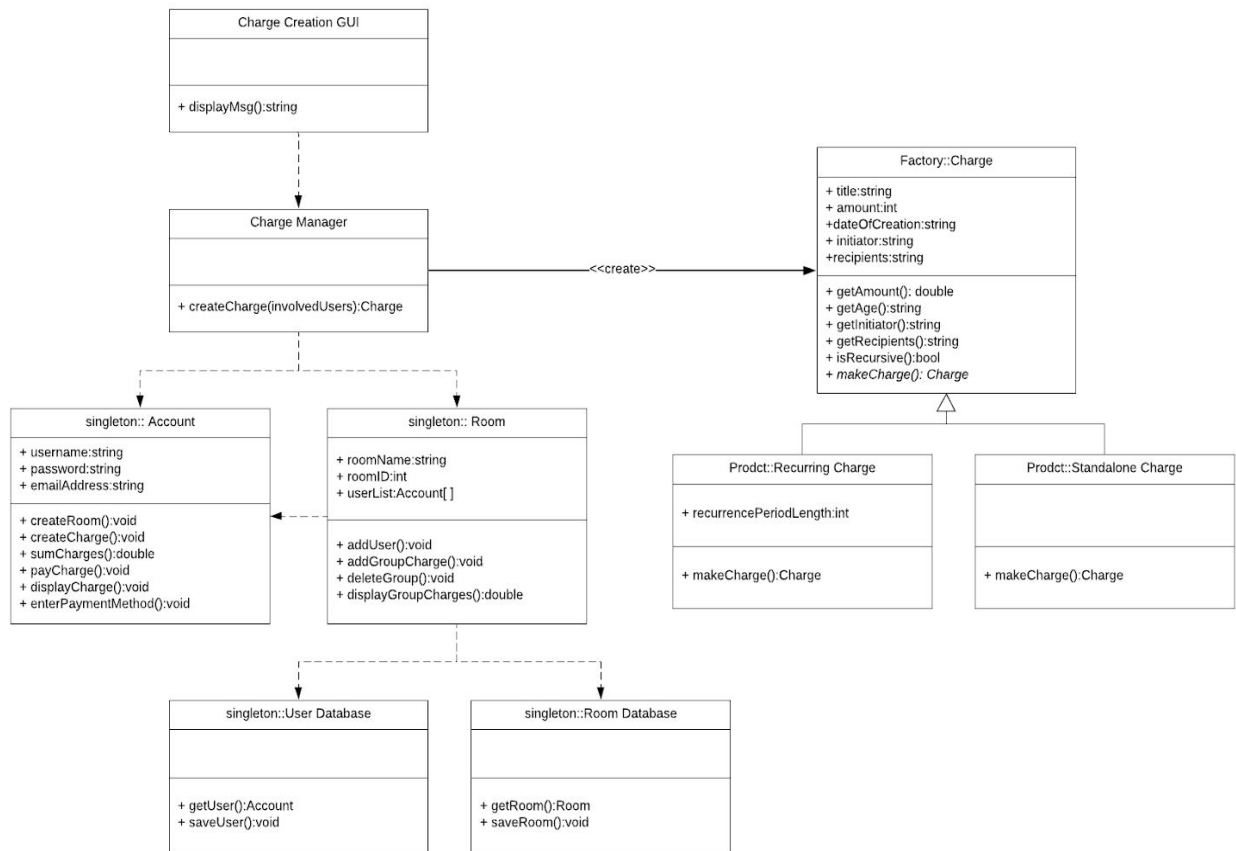 Charge Creation GUI
+ displayMsg():string
Charge Manager
+ createCharge(involvedUsers):Charge
<<create>>
Factory::Charge
+ title:string
+ amount:int
+dateOfCreation:string
+ initiator:string
+recipients:string
+ getAmount(): double
+ getAge():string
+ getInitiator():string
+ getRecipients():string
+ isRecursive():bool
+ makeCharge(): Charge
singleton:: Account
+ username:string
+ password:string
+ emailAddress:string
+ createRoom():void
+ createCharge():void
+ sumCharges():double
+ payCharge():void
+ displayCharge():void
+ enterPaymentMethod():void
singleton:: Room
+ roomName:string
+ roomID:int
+ userList:Account[ ]
+ addUser():void
+ addGroupCharge():void
+ deleteGroup():void
+ displayGroupCharges():double
Prodct::Recurring Charge
+ recurrencePeriodLength:int
+ makeCharge():Charge
Prodct::Standalone Charge
+ makeCharge():Charge
singleton::User Database
+ getUser():Account
+ saveUser():void
singleton::Room Database
+ getRoom():Room
+ saveRoom():void